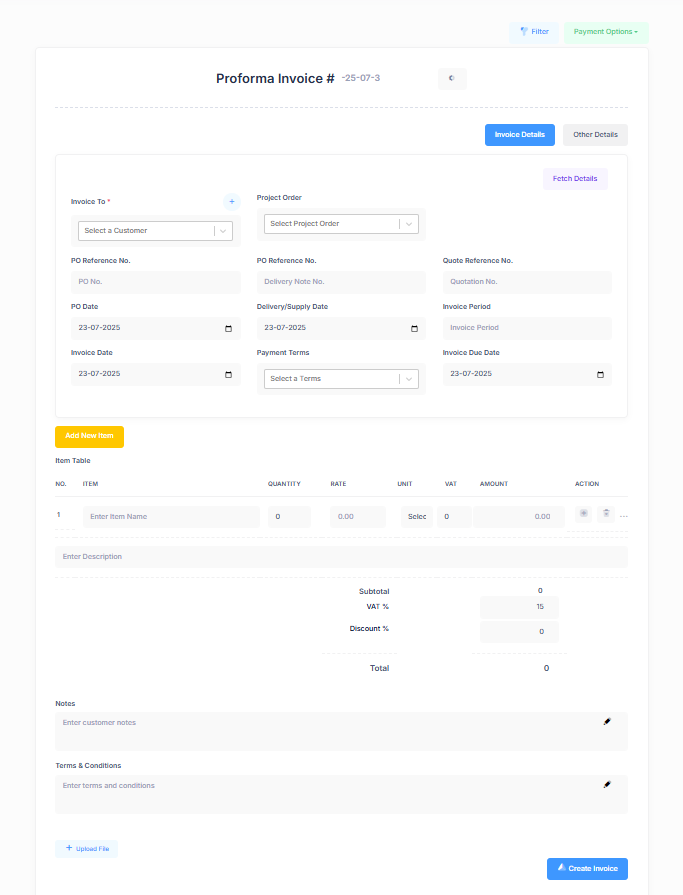 Filter
Payment Options
Proforma Invoice # -25-07-3
Invoice Details
Other Details
Fetch Details
Invoice To *
+
Project Order
Select a Customer
Select Project Order
PO Reference No.
PO Reference No.
Quote Reference No.
PO No.
Delivery Note No.
Quotation No.
PO Date
Delivery/Supply Date
Invoice Period
23-07-2025
23-07-2025
Invoice Period
Invoice Date
Payment Terms
Invoice Due Date
23-07-2025
Select a Terms
23-07-2025
Add New Item
Item Table
NO. ITEM QUANTITY RATE UNIT VAT AMOUNT ACTION
1 Enter Item Name 0 0.00 Selec 0 0.00 ...
Enter Description
Subtotal 0
VAT % 15
Discount % 0
Total 0
Notes
Enter customer notes
Terms & Conditions
Enter terms and conditions
+ Upload File
Create Invoice